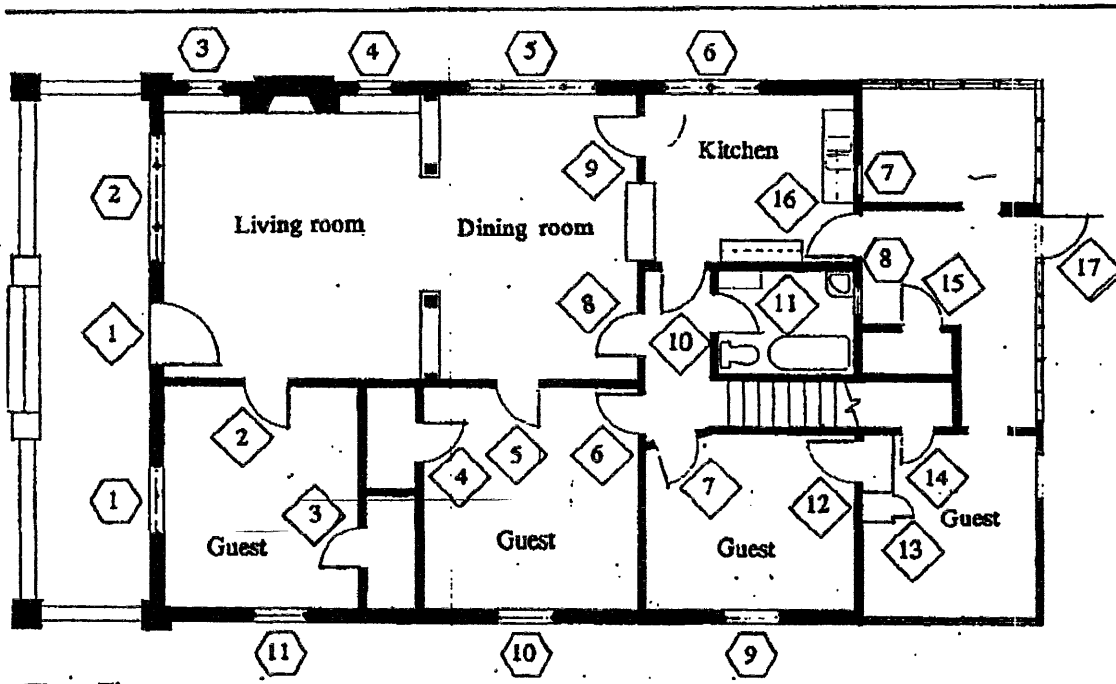 3 4 5 6
2 Living room Dining room 9 Kitchen 16 7
1 8 10 11 8 15 17
2 4 5 6 7 12 14
1 3 Guest Guest Guest 13 Guest
11 10 9